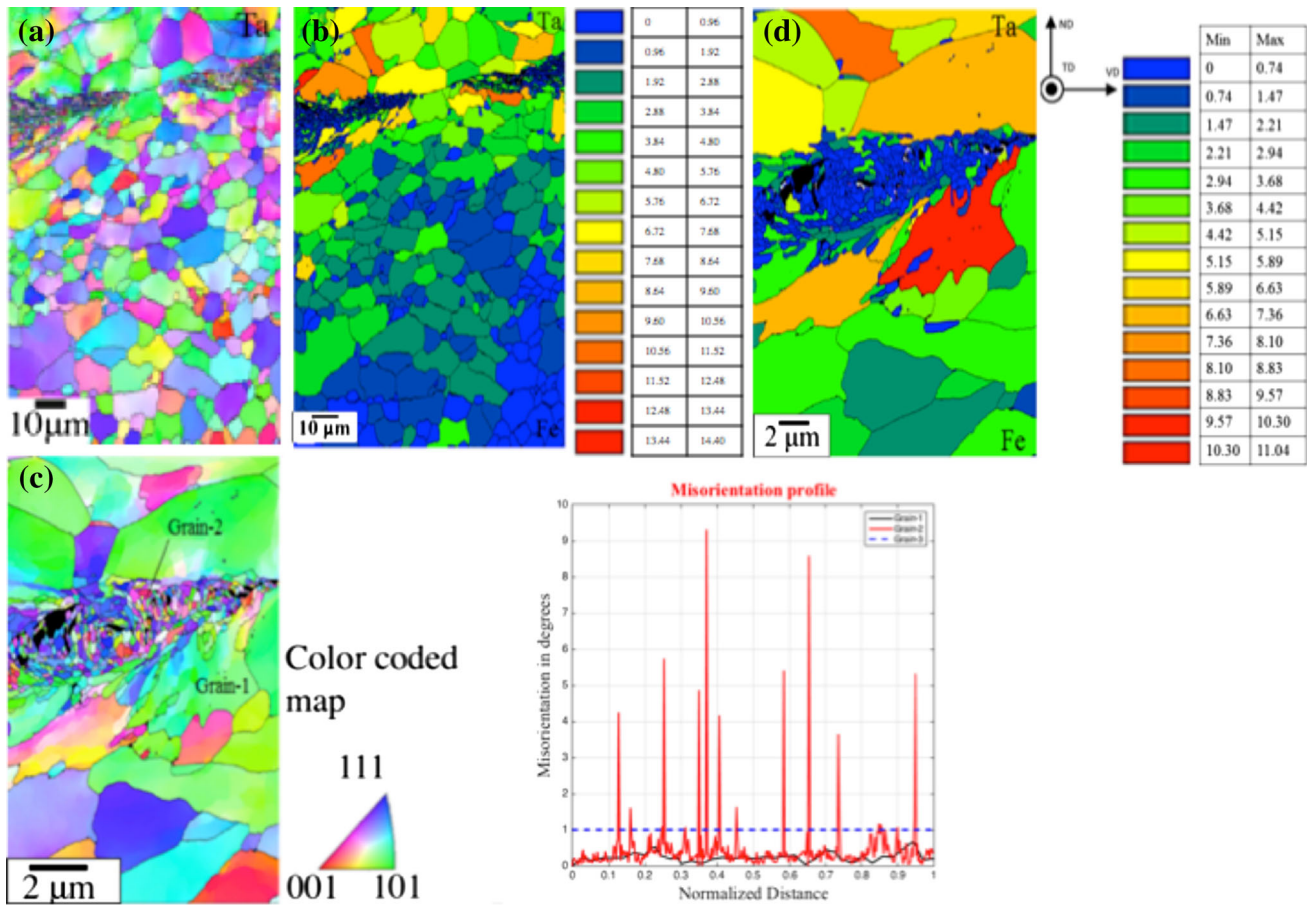 (a)
Ta
10μm
(b)
Ta
10 μm
Fe
0 0.96
0.96 1.92
1.92 2.88
2.88 3.84
3.84 4.80
4.80 5.76
5.76 6.72
6.72 7.68
7.68 8.64
8.64 9.60
9.60 10.56
10.56 11.52
11.52 12.48
12.48 13.44
13.44 14.40
(d)
Ta
2 μm
Fe
ND
TD
VD
Min Max
0 0.74
0.74 1.47
1.47 2.21
2.21 2.94
2.94 3.68
3.68 4.42
4.42 5.15
5.15 5.89
5.89 6.63
6.63 7.36
7.36 8.10
8.10 8.83
8.83 9.57
9.57 10.30
10.30 11.04
(c)
Grain-2
Grain-1
2 μm
Color coded
map
111
001 101
Misorientation profile
10
9
8
7
6
5
4
3
2
1
0
Misorientation in degrees
Grain-1
Grain-2
Grain-3
0 0.1 0.2 0.3 0.4 0.5 0.6 0.7 0.8 0.9 1
Normalized Distance